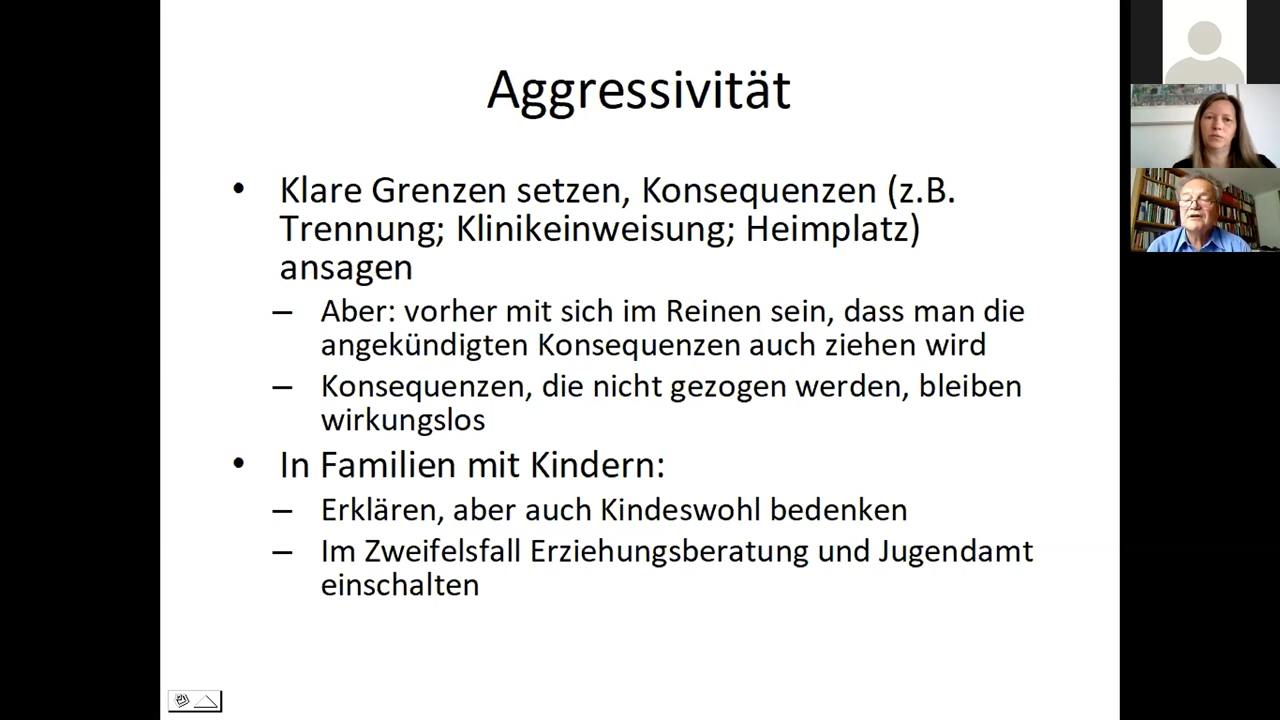 Aggressivität
• Klare Grenzen setzen, Konsequenzen (z.B.
Trennung; Klinikeinweisung; Heimplatz)
ansagen
– Aber: vorher mit sich im Reinen sein, dass man die
angekündigten Konsequenzen auch ziehen wird
– Konsequenzen, die nicht gezogen werden, bleiben
wirkungslos
• In Familien mit Kindern:
– Erklären, aber auch Kindeswohl bedenken
– Im Zweifelsfall Erziehungsberatung und Jugendamt
einschalten